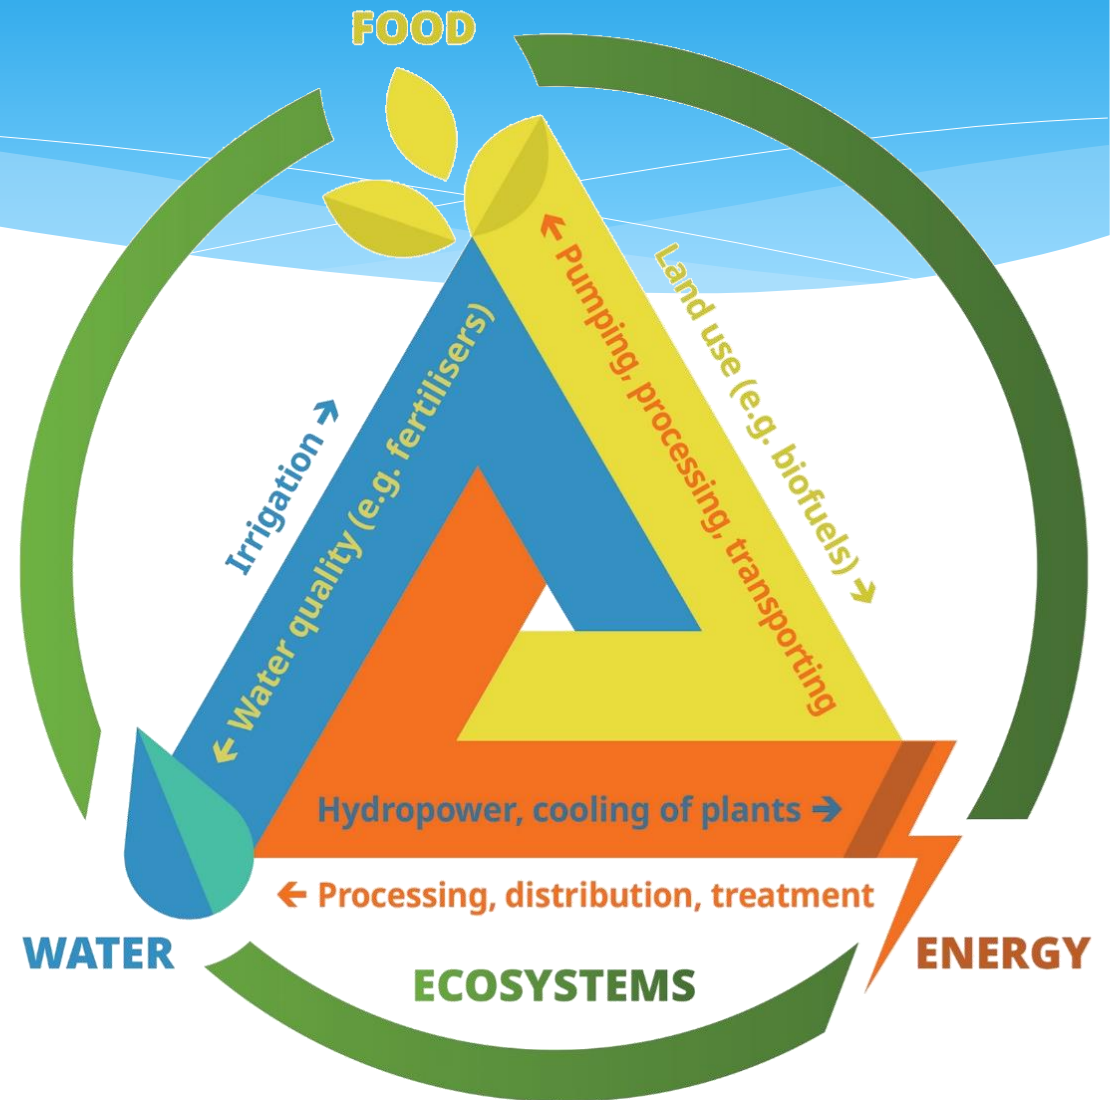 FOOD
Irrigation →
← Water quality (e.g. fertilisers)
← Pumping, processing, transporting
Land use (e.g. biofuels) →
Hydropower, cooling of plants →
← Processing, distribution, treatment
WATER
ENERGY
ECOSYSTEMS